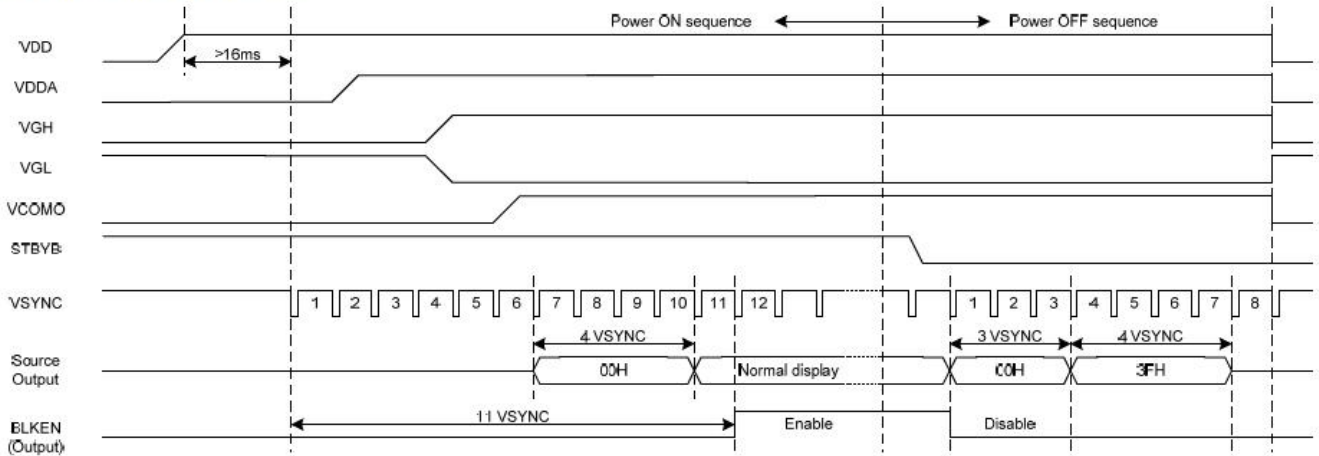 Power ON sequence Power OFF sequence
VDD
>16ms
VDDA
VGH
VGL
VCOMO
STBYB
VSYNC 1 2 3 4 5 6 7 8 9 10 11 12 1 2 3 4 5 6 7 8
4 VSYNC 3 VSYNC 4 VSYNC
Source
Output
00H Normal display 00H 3FH
11 VSYNC
BLKEN
(Output)
Enable Disable